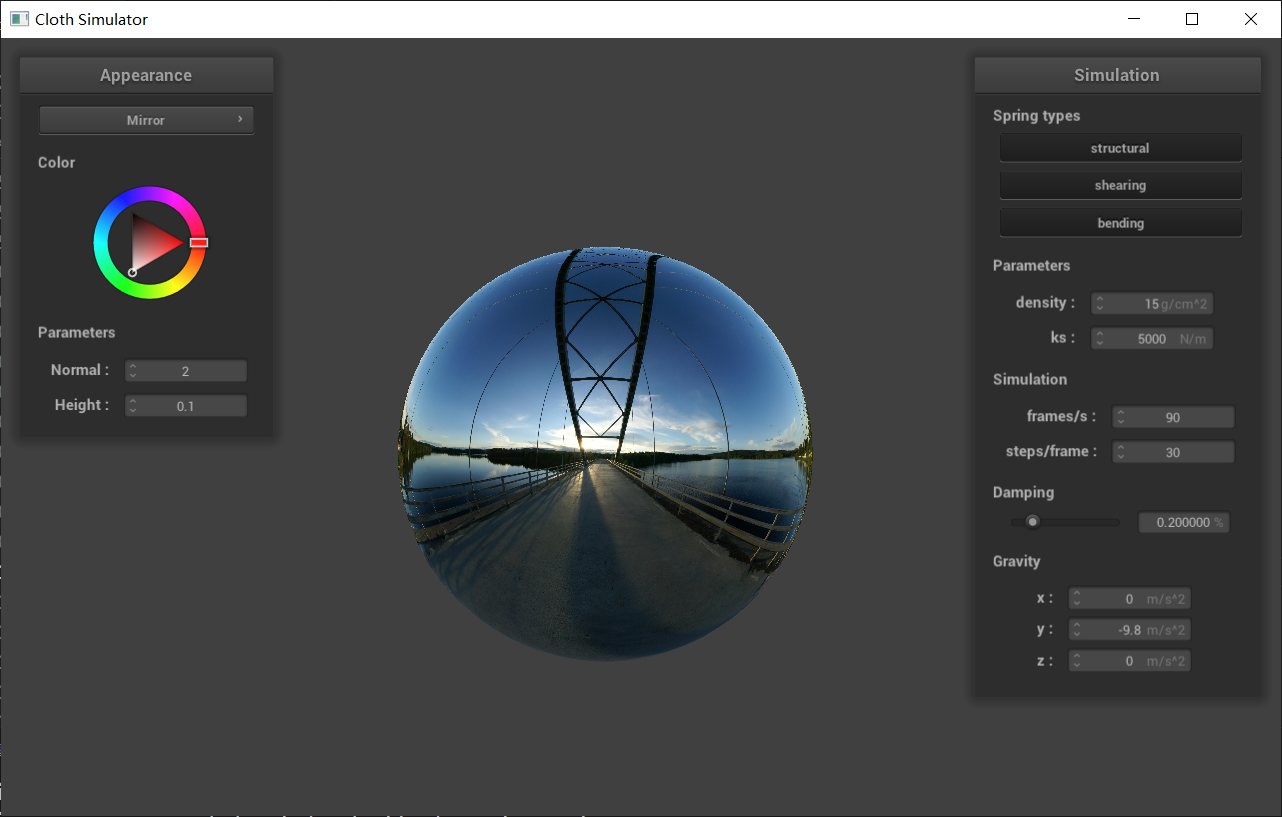 Cloth Simulator
Appearance
Mirror
Color
Parameters
Normal : 2
Height : 0.1
Simulation
Spring types
structural
shearing
bending
Parameters
density : 15 g/cm^2
ks : 5000 N/m
Simulation
frames/s : 90
steps/frame : 30
Damping
0.200000 %
Gravity
x : 0 m/s^2
y : -9.8 m/s^2
z : 0 m/s^2